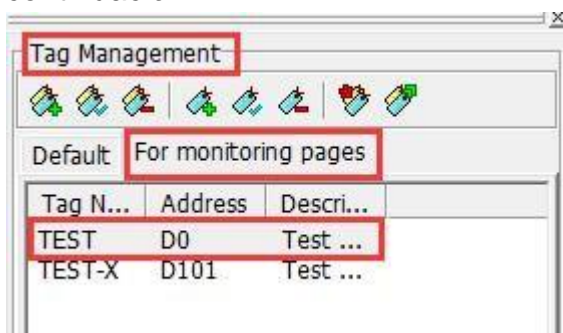 Tag Management
Default For monitoring pages
Tag N... Address Descri...
TEST D0 Test ...
TEST-X D101 Test ...